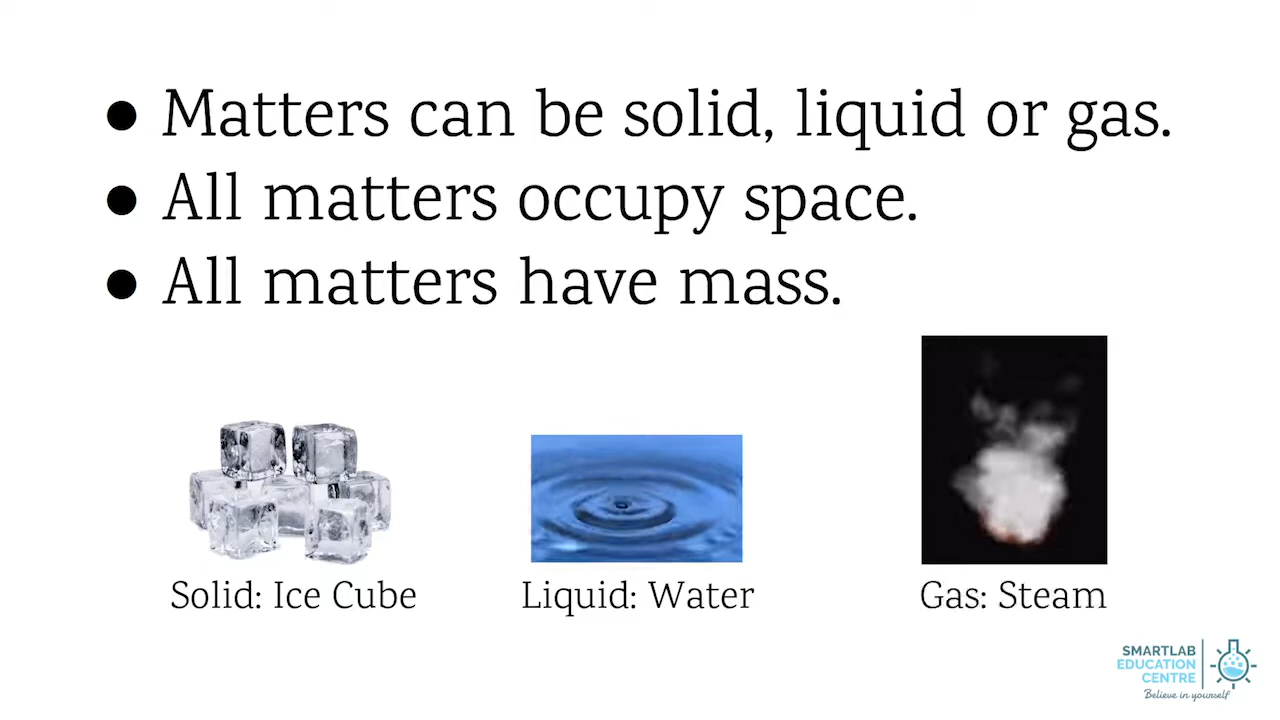 ● Matters can be solid, liquid or gas.
● All matters occupy space.
● All matters have mass.
Solid: Ice Cube
Liquid: Water
Gas: Steam
SMARTLAB
EDUCATION
CENTRE
Believe in yourself